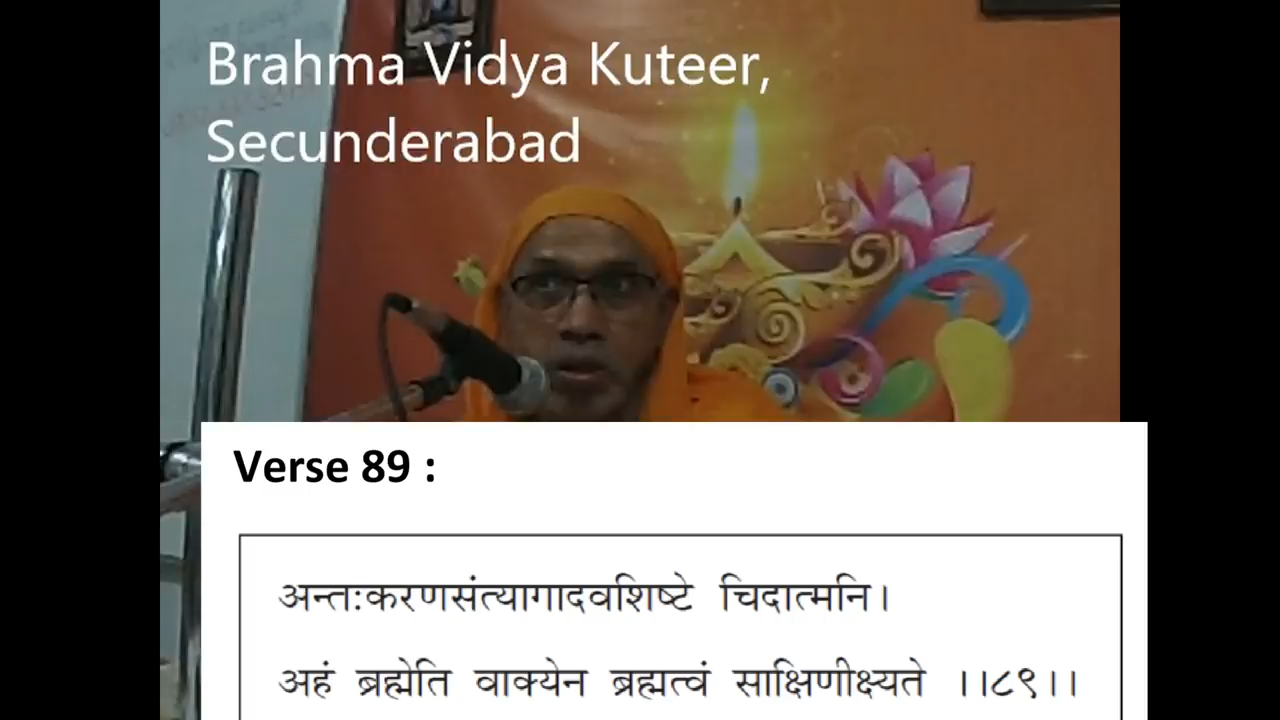 Brahma Vidya Kuteer,
Secunderabad
Verse 89 :
अन्तःकरणसंत्यागादवशिष्टे चिदात्मनि।
अहं ब्रह्मेति वाक्येन ब्रह्मत्वं साक्षिणीक्ष्यते ।।८९।।